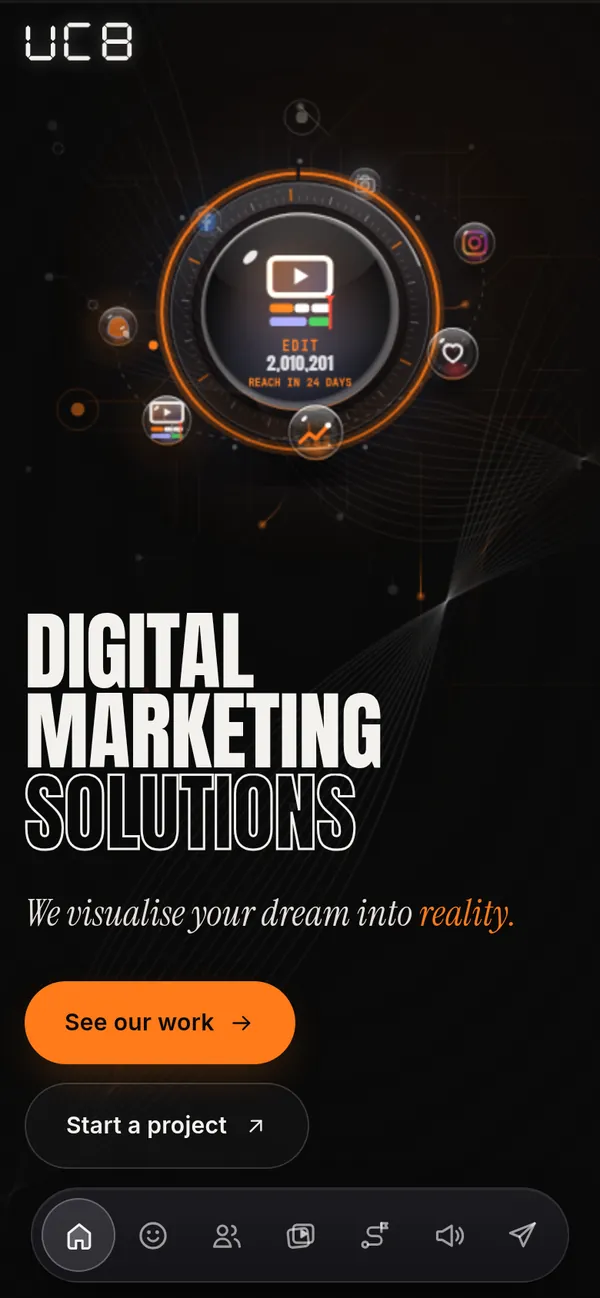 UC8
EDIT
2,010,201
REACH IN 24 DAYS
DIGITAL
MARKETING
SOLUTIONS
We visualise your dream into reality.
See our work →
Start a project ↗